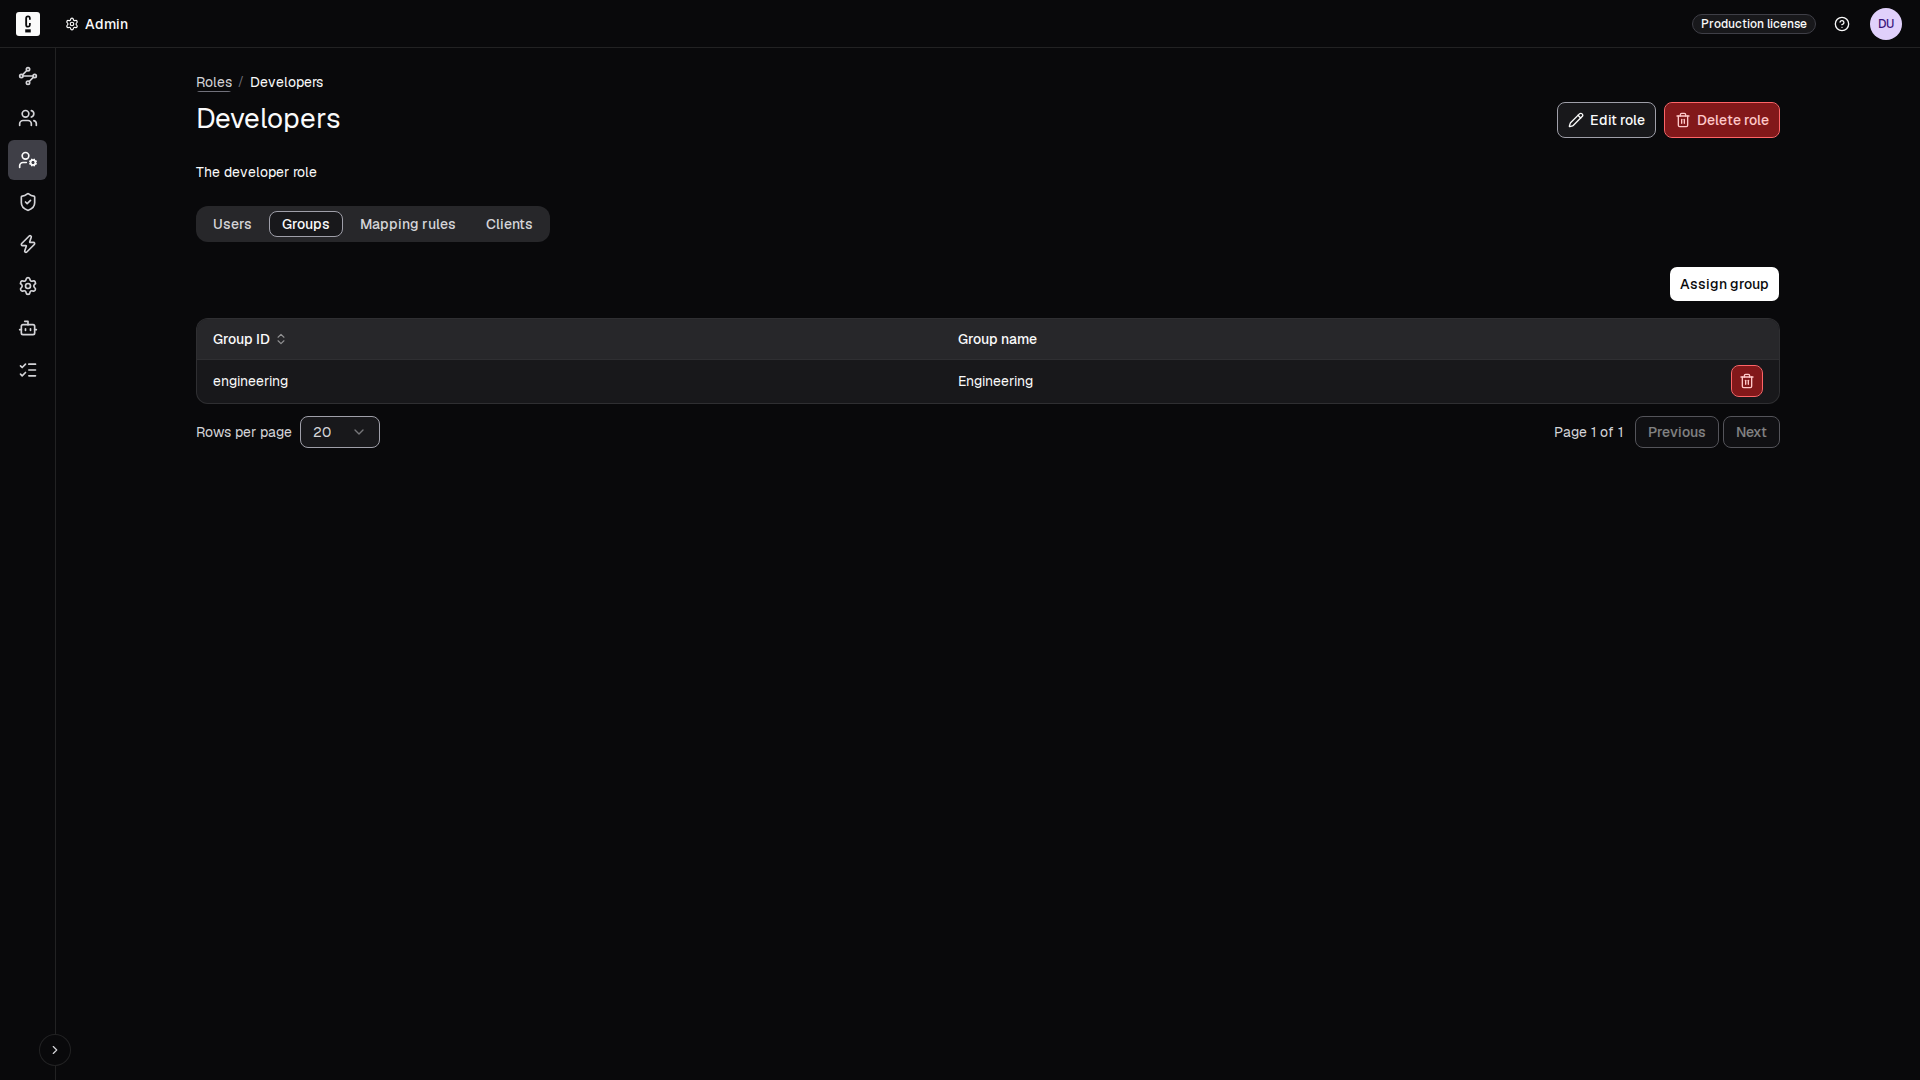 Admin
Production license
DU
Roles / Developers
Developers
Edit role
Delete role
The developer role
Users
Groups
Mapping rules
Clients
Assign group
Group ID
Group name
engineering
Engineering
Rows per page
20
Page 1 of 1
Previous
Next